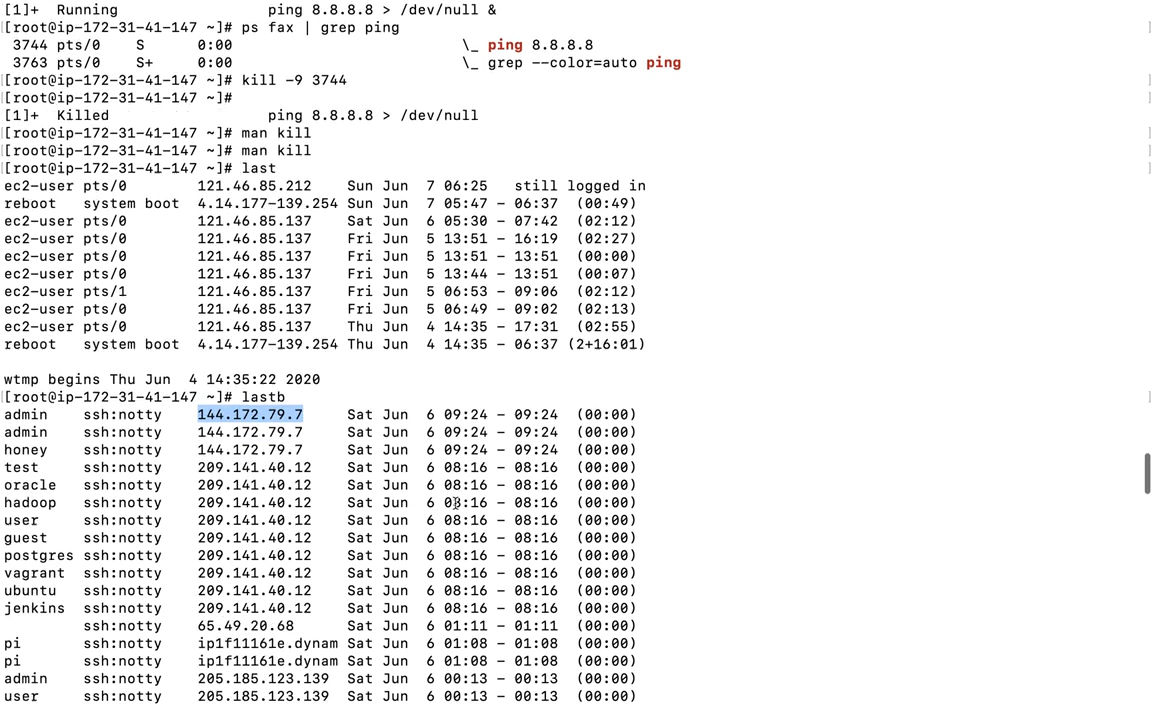 [1]+  Running                 ping 8.8.8.8 > /dev/null &
[[root@ip-172-31-41-147 ~]# ps fax | grep ping ]
 3744 pts/0    S      0:00                          \_ ping 8.8.8.8
 3763 pts/0    S+     0:00                          \_ grep --color=auto ping
[[root@ip-172-31-41-147 ~]# kill -9 3744 ]
[[root@ip-172-31-41-147 ~]# ]
[1]+  Killed                  ping 8.8.8.8 > /dev/null
[[root@ip-172-31-41-147 ~]# man kill ]
[[root@ip-172-31-41-147 ~]# man kill ]
[[root@ip-172-31-41-147 ~]# last ]
ec2-user pts/0        121.46.85.212    Sun Jun  7 06:25   still logged in
reboot   system boot  4.14.177-139.254 Sun Jun  7 05:47 - 06:37  (00:49)
ec2-user pts/0        121.46.85.137    Sat Jun  6 05:30 - 07:42  (02:12)
ec2-user pts/0        121.46.85.137    Fri Jun  5 13:51 - 16:19  (02:27)
ec2-user pts/0        121.46.85.137    Fri Jun  5 13:51 - 13:51  (00:00)
ec2-user pts/0        121.46.85.137    Fri Jun  5 13:44 - 13:51  (00:07)
ec2-user pts/1        121.46.85.137    Fri Jun  5 06:53 - 09:06  (02:12)
ec2-user pts/0        121.46.85.137    Fri Jun  5 06:49 - 09:02  (02:13)
ec2-user pts/0        121.46.85.137    Thu Jun  4 14:35 - 17:31  (02:55)
reboot   system boot  4.14.177-139.254 Thu Jun  4 14:35 - 06:37 (2+16:01)
wtmp begins Thu Jun  4 14:35:22 2020
[[root@ip-172-31-41-147 ~]# lastb ]
admin    ssh:notty    144.172.79.7     Sat Jun  6 09:24 - 09:24  (00:00)
admin    ssh:notty    144.172.79.7     Sat Jun  6 09:24 - 09:24  (00:00)
honey    ssh:notty    144.172.79.7     Sat Jun  6 09:24 - 09:24  (00:00)
test     ssh:notty    209.141.40.12    Sat Jun  6 08:16 - 08:16  (00:00)
oracle   ssh:notty    209.141.40.12    Sat Jun  6 08:16 - 08:16  (00:00)
hadoop   ssh:notty    209.141.40.12    Sat Jun  6 08:16 - 08:16  (00:00)
user     ssh:notty    209.141.40.12    Sat Jun  6 08:16 - 08:16  (00:00)
guest    ssh:notty    209.141.40.12    Sat Jun  6 08:16 - 08:16  (00:00)
postgres ssh:notty    209.141.40.12    Sat Jun  6 08:16 - 08:16  (00:00)
vagrant  ssh:notty    209.141.40.12    Sat Jun  6 08:16 - 08:16  (00:00)
ubuntu   ssh:notty    209.141.40.12    Sat Jun  6 08:16 - 08:16  (00:00)
jenkins  ssh:notty    209.141.40.12    Sat Jun  6 08:16 - 08:16  (00:00)
         ssh:notty    65.49.20.68      Sat Jun  6 01:11 - 01:11  (00:00)
pi       ssh:notty    ip1f11161e.dynam Sat Jun  6 01:08 - 01:08  (00:00)
pi       ssh:notty    ip1f11161e.dynam Sat Jun  6 01:08 - 01:08  (00:00)
admin    ssh:notty    205.185.123.139  Sat Jun  6 00:13 - 00:13  (00:00)
user     ssh:notty    205.185.123.139  Sat Jun  6 00:13 - 00:13  (00:00)